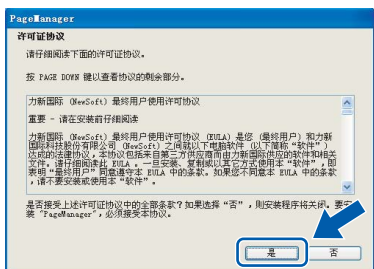 PageManager
许可证协议
请仔细阅读下面的许可证协议。
按 PAGE DOWN 键以查看协议的剩余部分。
力新国际 (NewSoft) 最终用户使用许可协议
重要 - 请在安装前仔细阅读
力新国际 (NewSoft) 最终用户许可协议 (EULA) 是您 (最终用户) 和力新
国际科技股份有限公司 (NewSoft) 之间就以下电脑软件 (以下简称“软件”)
达成的法律协议，本协议包括来自第三方供应商而由力新国际供应的软件和相关
文件。请仔细阅读此 EULA 。一旦安装、复制或以其它方式使用本“软件”，即
表明“最终用户”同意遵守本 EULA 中的条款。如果您不同意本 EULA 中的条款
，请不要安装或使用本“软件”。
是否接受上述许可证协议中的全部条款？如果选择“否”，则安装程序将关闭。要安
装 "PageManager"，必须接受本协议。
是
否